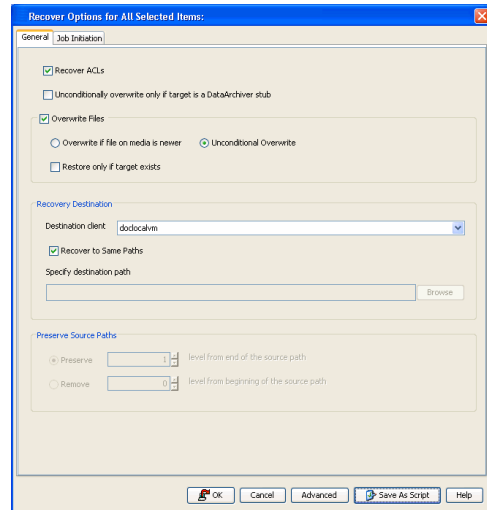 Recover Options for All Selected Items:
General Job Initiation
Recover ACLs
Unconditionally overwrite only if target is a DataArchiver stub
Overwrite Files
Overwrite if file on media is newer Unconditional Overwrite
Restore only if target exists
Recovery Destination
Destination client doclocalvm
Recover to Same Paths
Specify destination path
Browse
Preserve Source Paths
Preserve 1 level from end of the source path
Remove 0 level from beginning of the source path
OK Cancel Advanced Save As Script Help